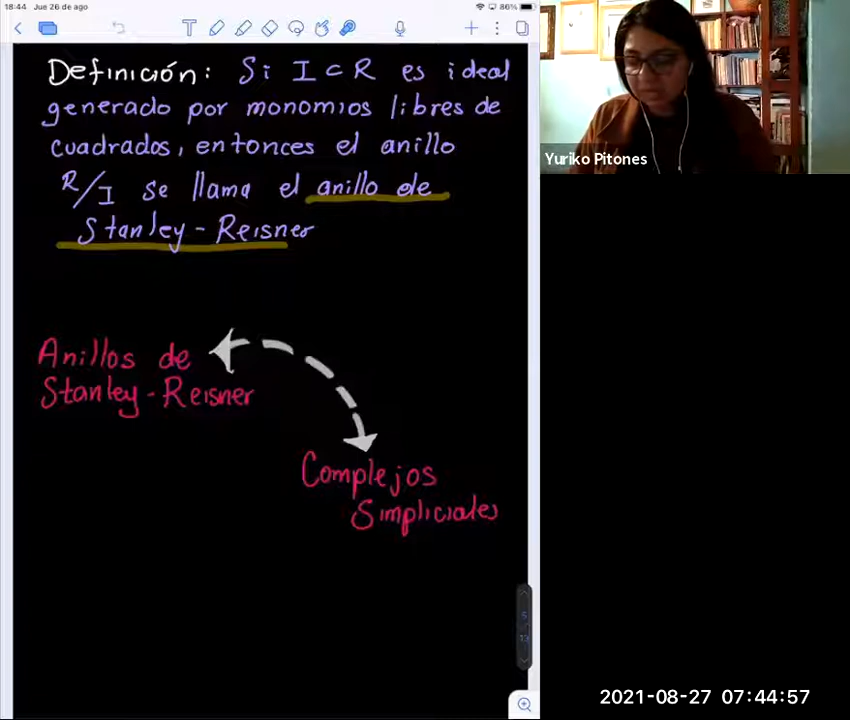 18:44 Jue 26 de ago
86%
Definición: Si I ⊂ R es ideal
generado por monomios libres de
cuadrados, entonces el anillo
R/I se llama el anillo de
Stanley-Reisner
Anillos de
Stanley-Reisner
Complejos
Simpliciales
5
13
Yuriko Pitones
2021-08-27 07:44:57